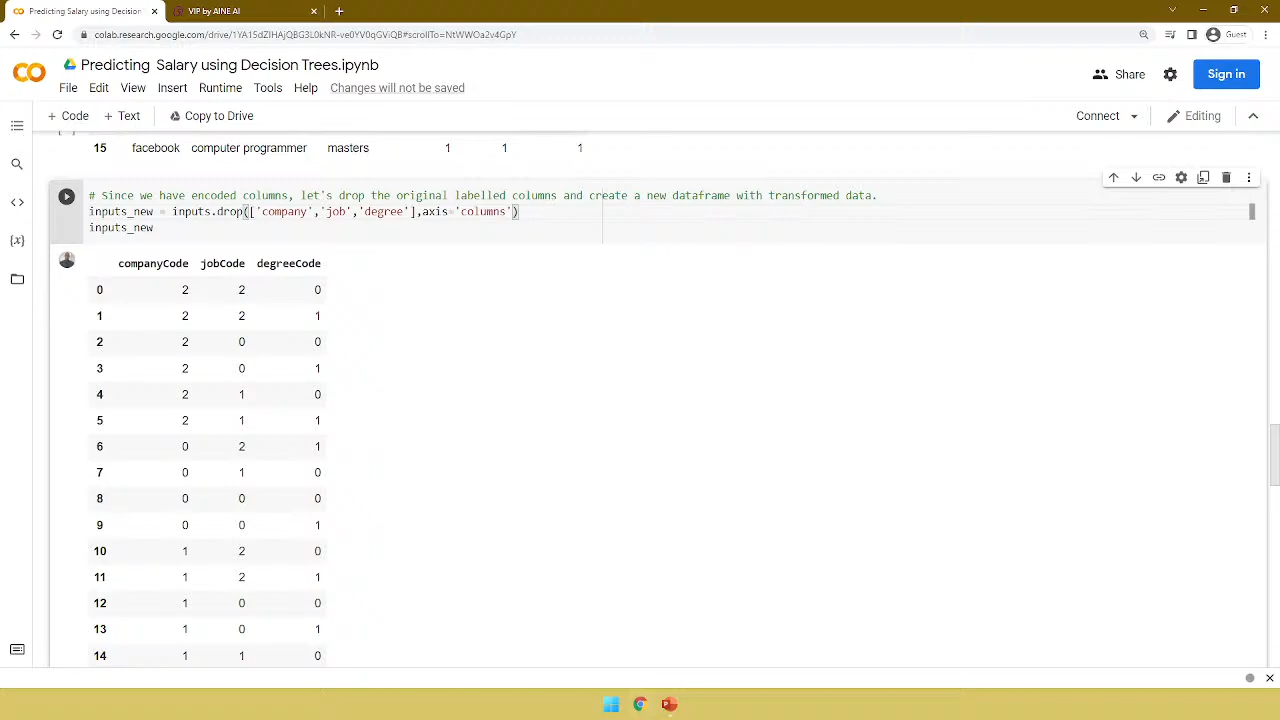 Predicting Salary using Decision
VIP by AINE AI
colab.research.google.com/drive/1YA15dZIHAjQBG3L0kNR-ve0YV0qGViQB#scrollTo=NtWWOa2v4GpY
Guest
Predicting Salary using Decision Trees.ipynb
File Edit View Insert Runtime Tools Help Changes will not be saved
Share
Sign in
+ Code + Text Copy to Drive
Connect
Editing
15 facebook computer programmer masters 1 1 1
# Since we have encoded columns, let's drop the original labelled columns and create a new dataframe with transformed data.
inputs_new = inputs.drop(['company','job','degree'],axis='columns')
inputs_new
companyCode jobCode degreeCode
0 2 2 0
1 2 2 1
2 2 0 0
3 2 0 1
4 2 1 0
5 2 1 1
6 0 2 1
7 0 1 0
8 0 0 0
9 0 0 1
10 1 2 0
11 1 2 1
12 1 0 0
13 1 0 1
14 1 1 0